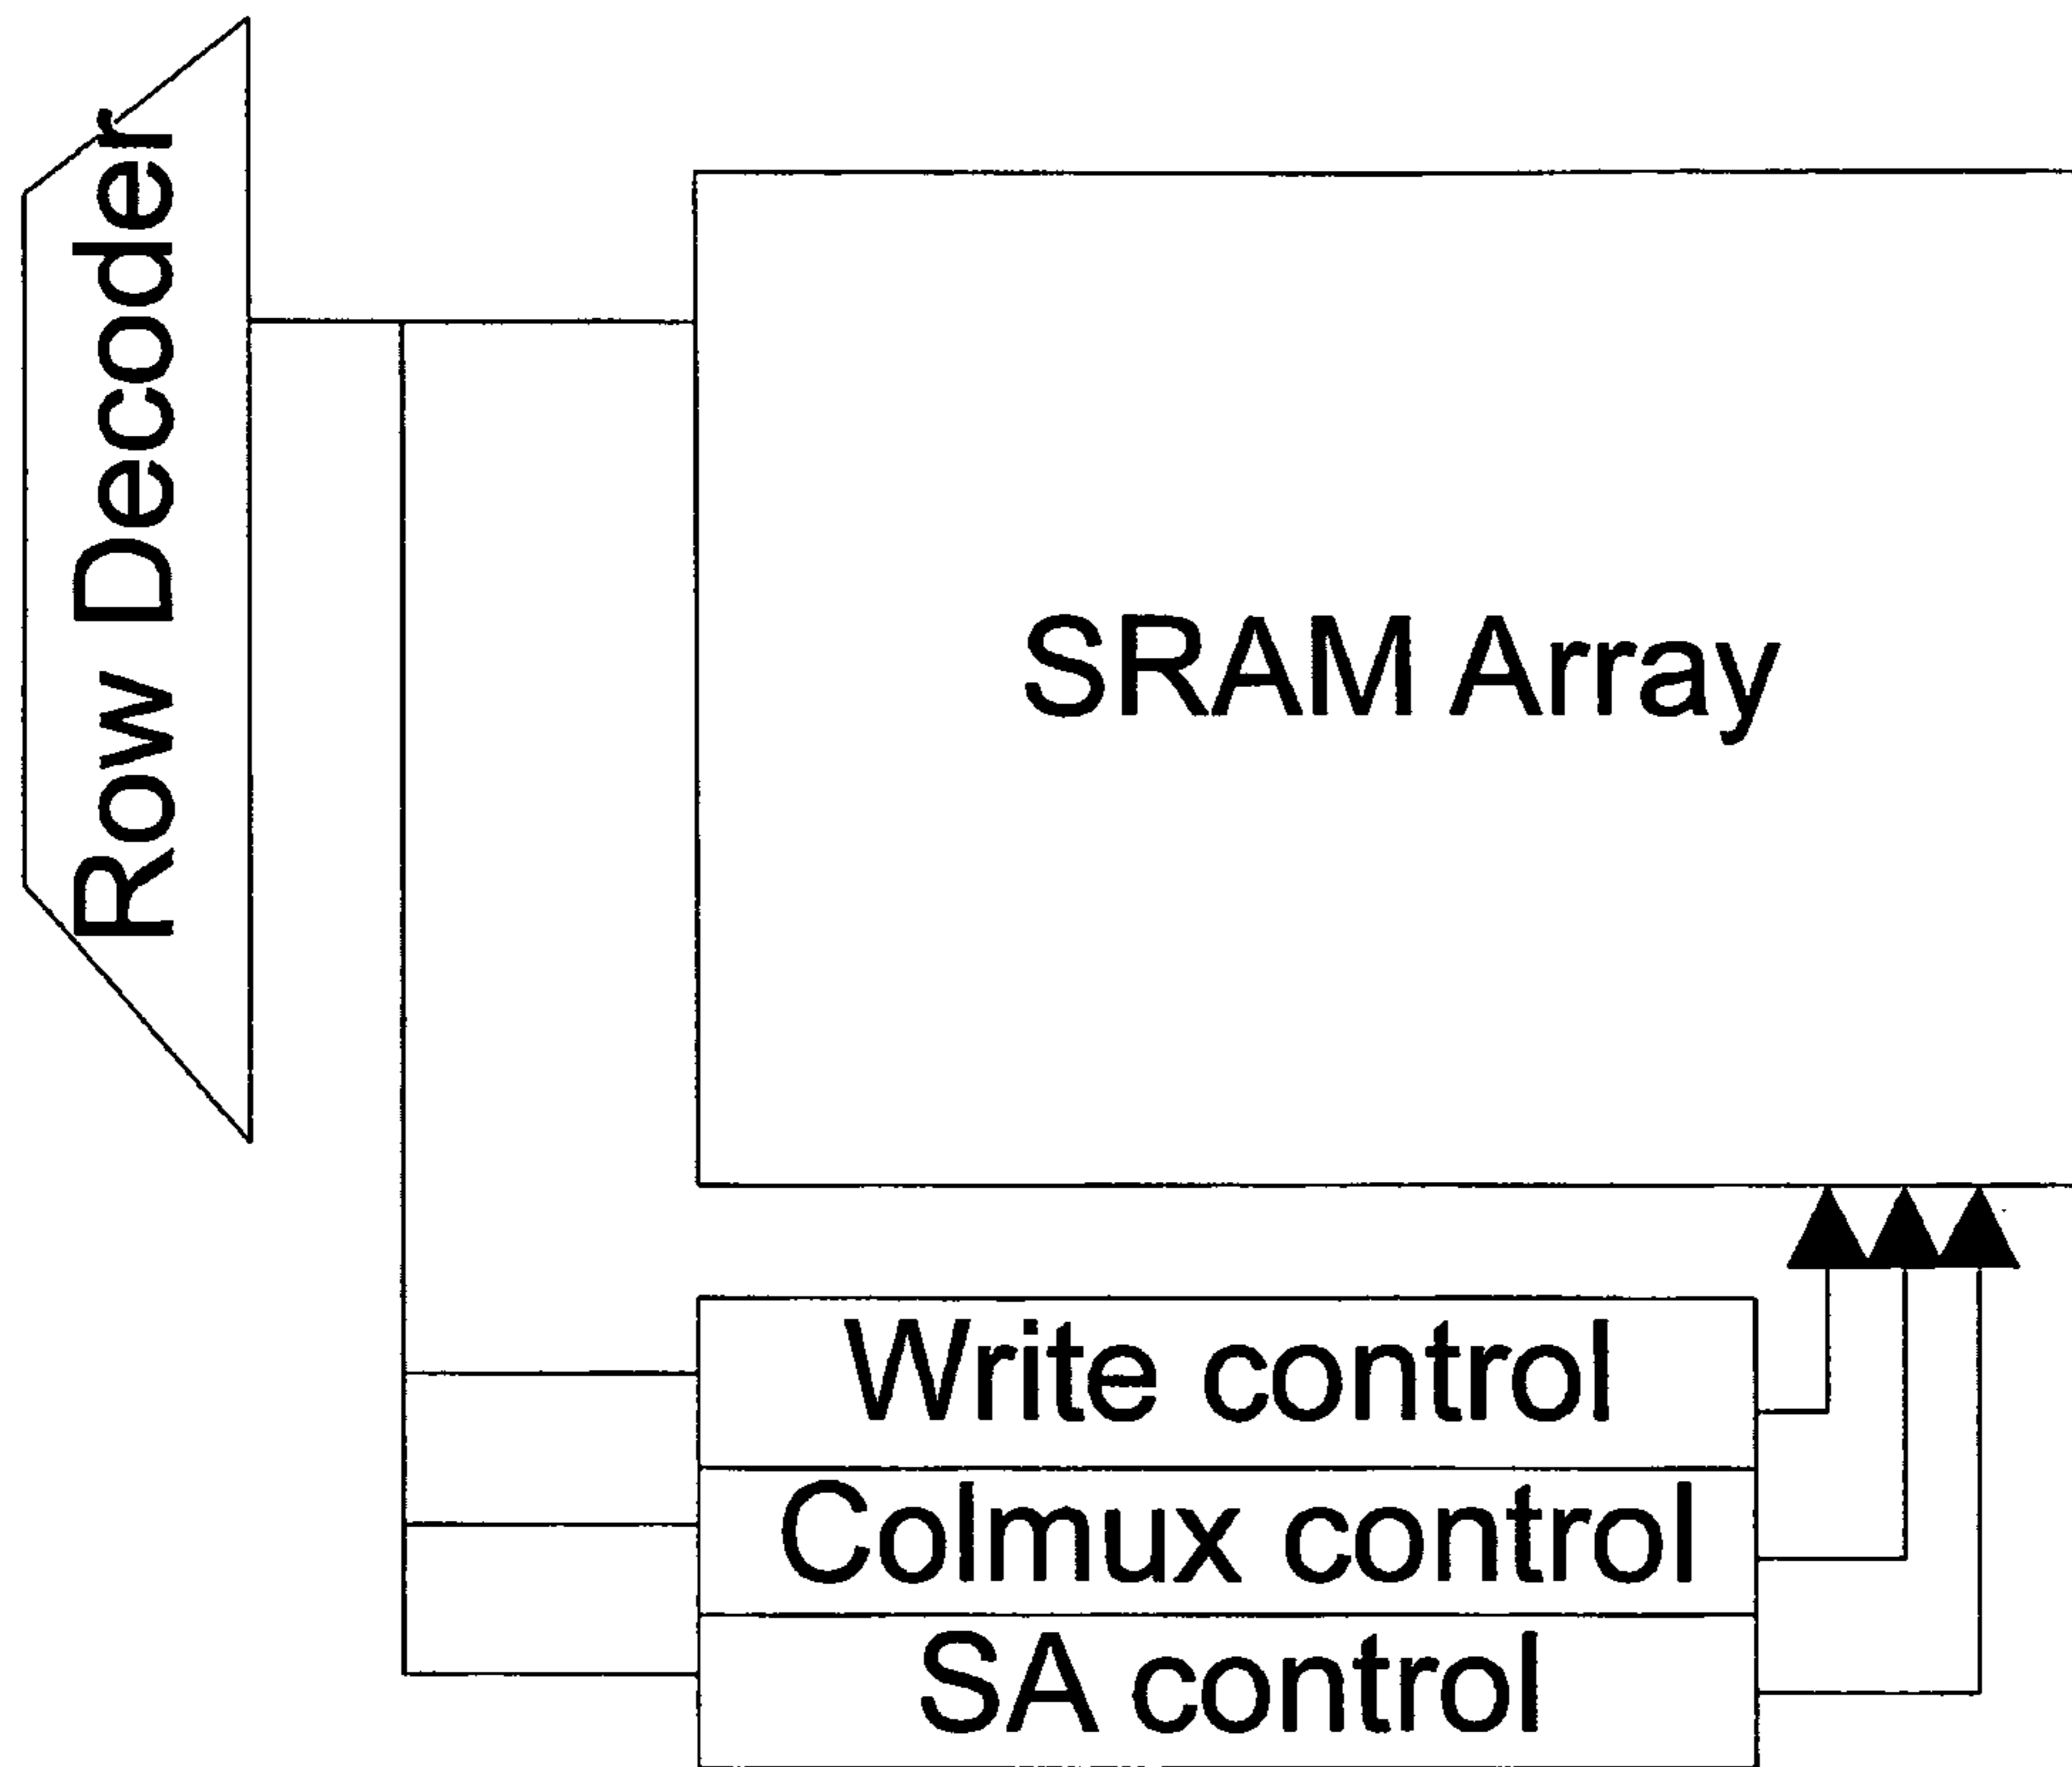 Row Decoder
SRAM Array
Write control
Colmux control
SA control